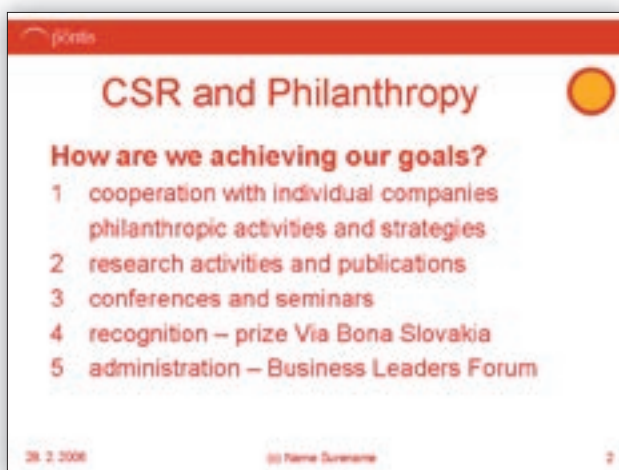 pontis
CSR and Philanthropy
How are we achieving our goals?
1 cooperation with individual companies
philanthropic activities and strategies
2 research activities and publications
3 conferences and seminars
4 recognition – prize Via Bona Slovakia
5 administration – Business Leaders Forum
28. 2. 2006
(c) Name Surename
2